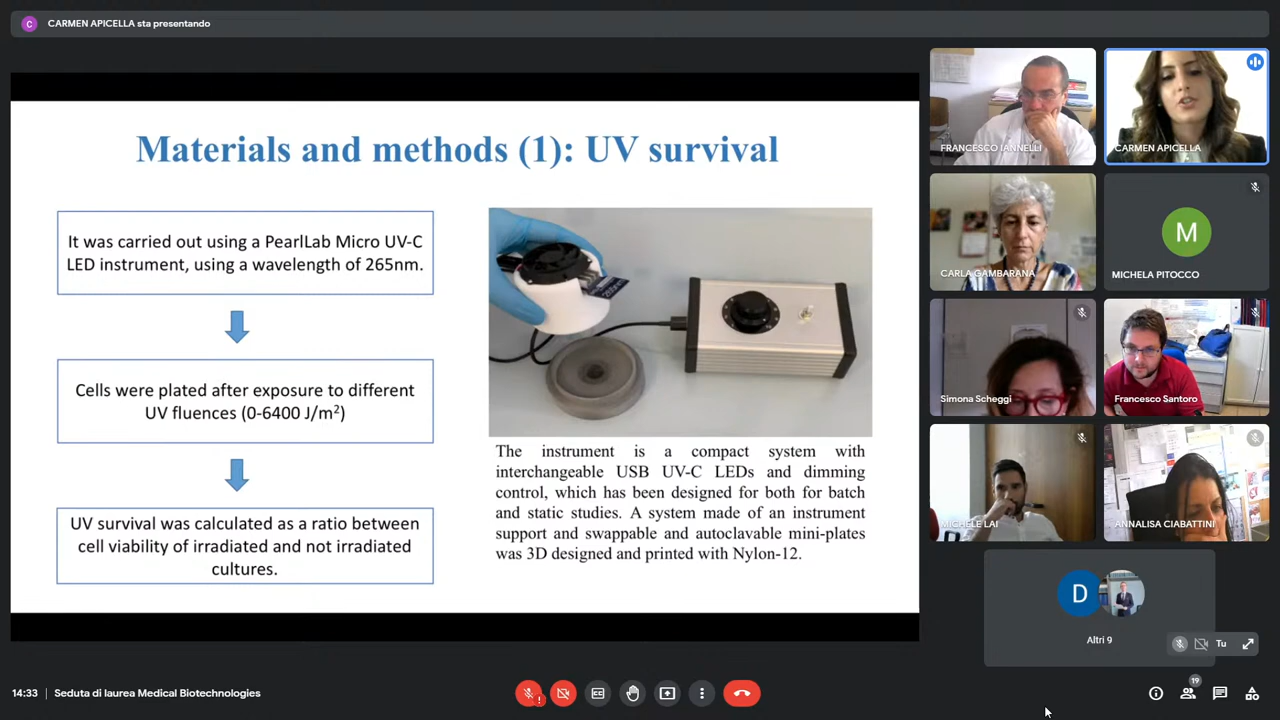 C
CARMEN APICELLA sta presentando
Materials and methods (1): UV survival
It was carried out using a PearlLab Micro UV-C
LED instrument, using a wavelength of 265nm.
Cells were plated after exposure to different
UV fluences (0-6400 J/m²)
UV survival was calculated as a ratio between
cell viability of irradiated and not irradiated
cultures.
The instrument is a compact system with
interchangeable USB UV-C LEDs and dimming
control, which has been designed for both for batch
and static studies. A system made of an instrument
support and swappable and autoclavable mini-plates
was 3D designed and printed with Nylon-12.
FRANCESCO IANNELLI
CARMEN APICELLA
CARLA GAMBARANA
M
MICHELA PITOCCO
Simona Scheggi
Francesco Santoro
MICHELE LAI
ANNALISA CIABATTINI
D
Altri 9
Tu
14:33
Seduta di laurea Medical Biotechnologies
19